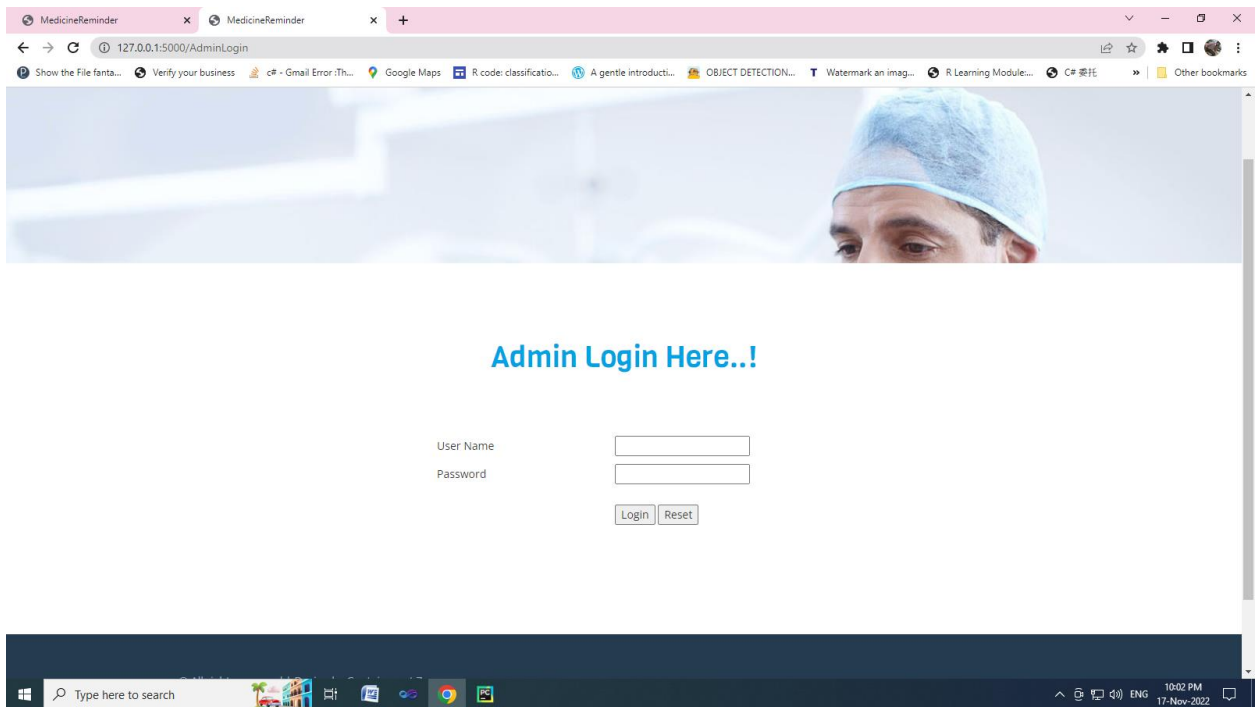 MedicineReminder
MedicineReminder
127.0.0.1:5000/AdminLogin
Show the File fanta... Verify your business c# - Gmail Error :Th... Google Maps R code: classificatio... A gentle introducti... OBJECT DETECTION... T Watermark an imag... R Learning Module:... C# 委托 » Other bookmarks
Admin Login Here..!
User Name
Password
Login Reset
Type here to search
PC
ENG
10:02 PM
17-Nov-2022